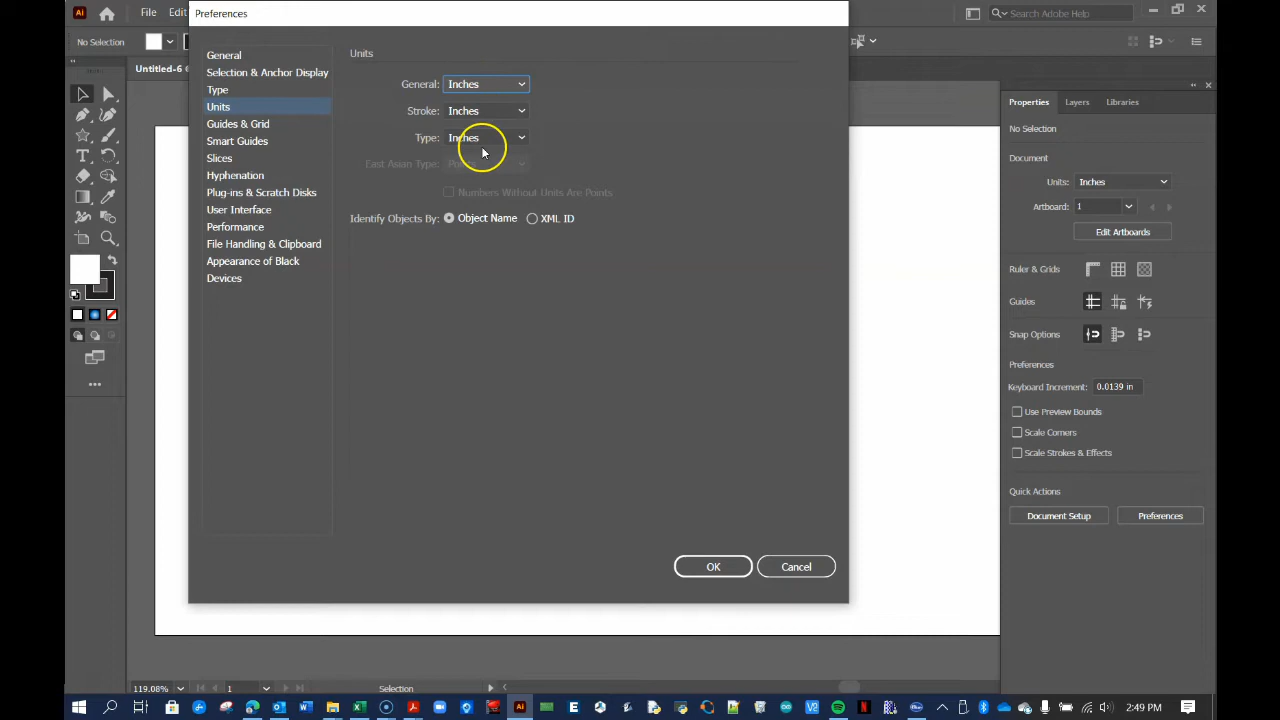 Ai
File
Unit
Preferences
Search Adobe Help
No Selection
Untitled-6
General
Selection & Anchor Display
Type
Units
Guides & Grid
Smart Guides
Slices
Hyphenation
Plug-ins & Scratch Disks
User Interface
Performance
File Handling & Clipboard
Appearance of Black
Devices
Units
General: Inches
Stroke: Inches
Type: Inches
East Asian Type: Points
Numbers Without Units Are Points
Identify Objects By: Object Name XML ID
OK
Cancel
Properties
Layers
Libraries
No Selection
Document
Units: Inches
Artboard: 1
Edit Artboards
Ruler & Grids
Guides
Snap Options
Preferences
Keyboard Increment: 0.0139 in
Use Preview Bounds
Scale Corners
Scale Strokes & Effects
Quick Actions
Document Setup
Preferences
119.08%
1
Selection
2:49 PM